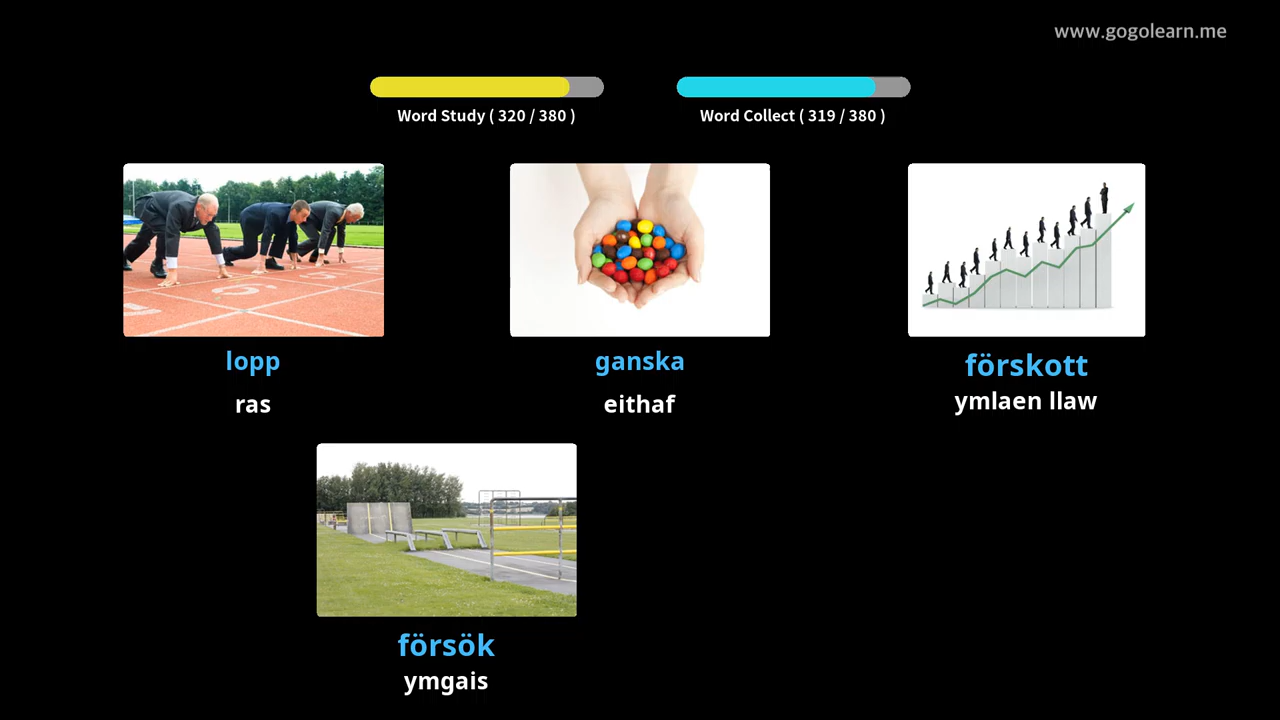 www.gogolearn.me
Word Study ( 320 / 380 )
Word Collect ( 319 / 380 )
lopp
ras
ganska
eithaf
förskott
ymlaen llaw
försök
ymgais